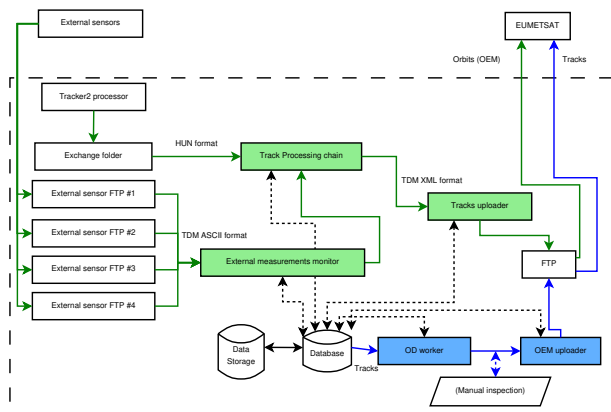 External sensors
EUMETSAT
Orbits (OEM)
Tracks
Tracker2 processor
HUN format
Exchange folder
Track Processing chain
TDM XML format
External sensor FTP #1
Tracks uploader
External sensor FTP #2
TDM ASCII format
External sensor FTP #3
External measurements monitor
FTP
External sensor FTP #4
Data
Storage
Database
Tracks
OD worker
OEM uploader
(Manual inspection)